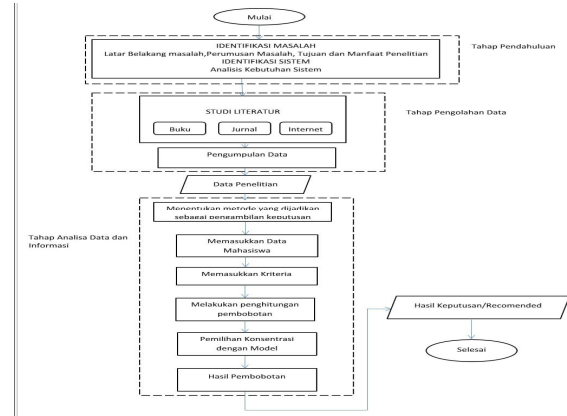 Mulai
IDENTIFIKASI MASALAH
Latar Belakang masalah,Perumusan Masalah, Tujuan dan Manfaat Penelitian
IDENTIFIKASI SISTEM
Analisis Kebutuhan Sistem
Tahap Pendahuluan
STUDI LITERATUR
Buku
Jurnal
Internet
Tahap Pengolahan Data
Pengumpulan Data
Data Penelitian
Menentukan metode yang dijadikan
sebagai pengambilan keputusan
Tahap Analisa Data dan
Informasi
Memasukkan Data
Mahasiswa
Memasukkan Kriteria
Melakukan penghitungan
pembobotan
Pemilihan Konsentrasi
dengan Model
Hasil Pembobotan
Hasil Keputusan/Recomended
Selesai